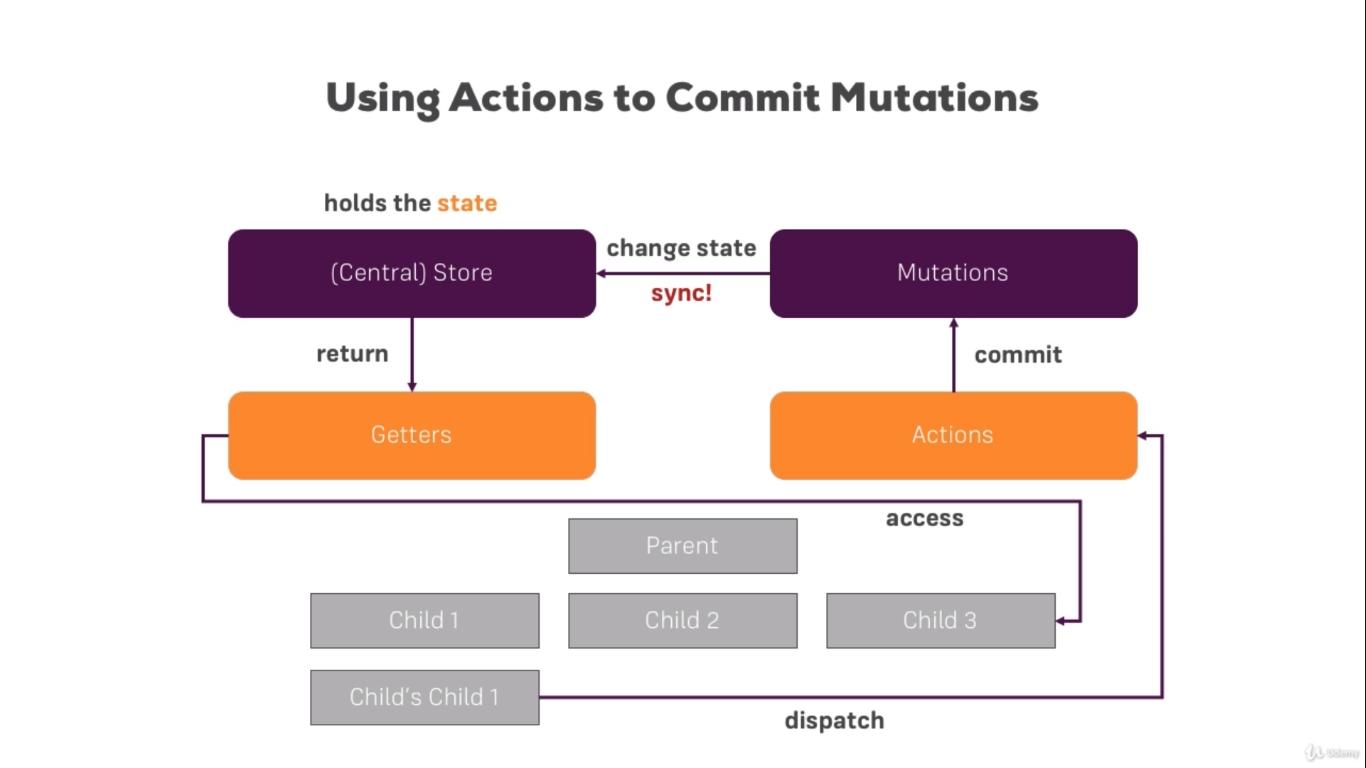 Using Actions to Commit Mutations
holds the state
(Central) Store
change state
sync!
Mutations
return
commit
Getters
Actions
access
Parent
Child 1
Child 2
Child 3
Child's Child 1
dispatch
Udemy